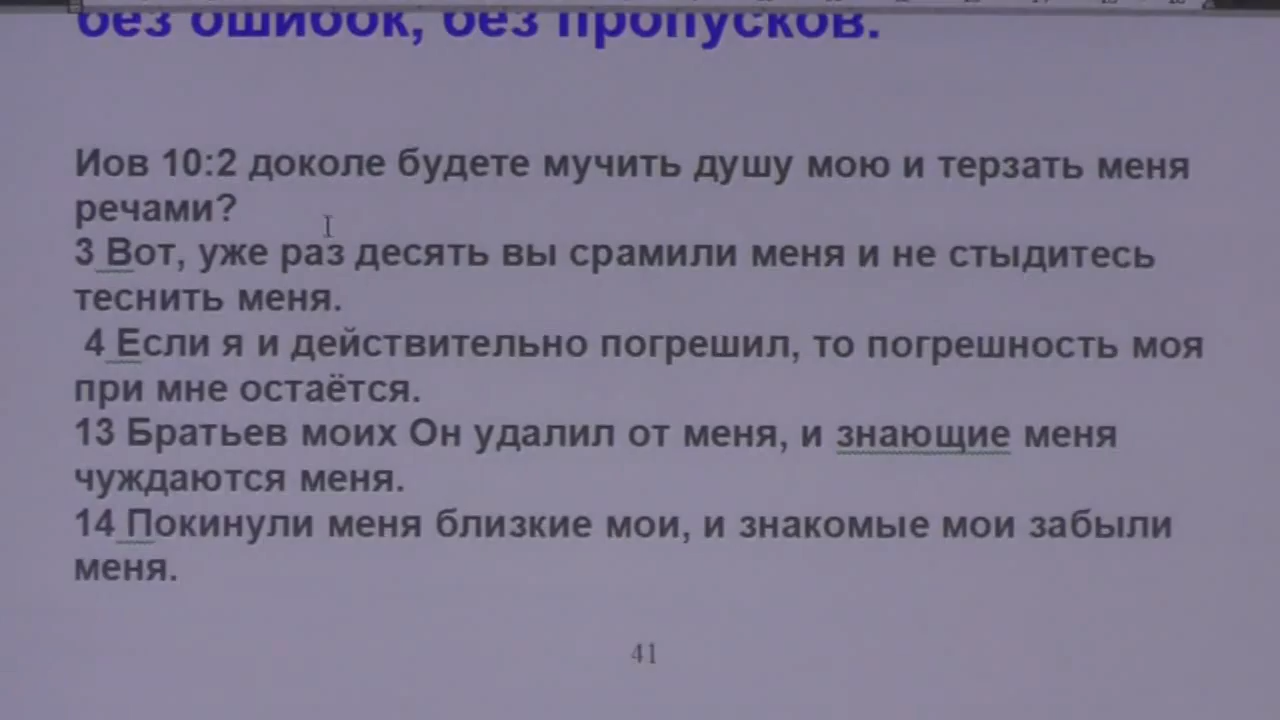 без ошибок, без пропусков.
Иов 10:2 доколе будете мучить душу мою и терзать меня
речами?
3 Вот, уже раз десять вы срамили меня и не стыдитесь
теснить меня.
4 Если я и действительно погрешил, то погрешность моя
при мне остаётся.
13 Братьев моих Он удалил от меня, и знающие меня
чуждаются меня.
14 Покинули меня близкие мои, и знакомые мои забыли
меня.
41